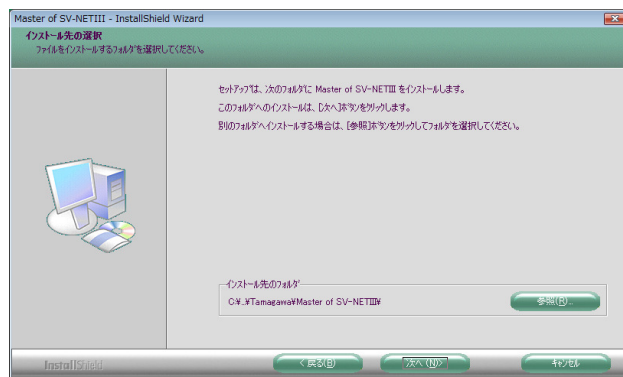 Master of SV-NETIII - InstallShield Wizard
インストール先の選択
ファイルをインストールするフォルダを選択してください。
セットアップは、次のフォルダに Master of SV-NETⅢ をインストールします。
このフォルダへのインストールは、[次へ]ボタンをクリックします。
別のフォルダへインストールする場合は、[参照]ボタンをクリックしてフォルダを選択してください。
インストール先のフォルダ
C:¥..¥Tamagawa¥Master of SV-NETⅢ¥
参照(R)...
InstallShield
< 戻る(B)
次へ (N)>
キャンセル